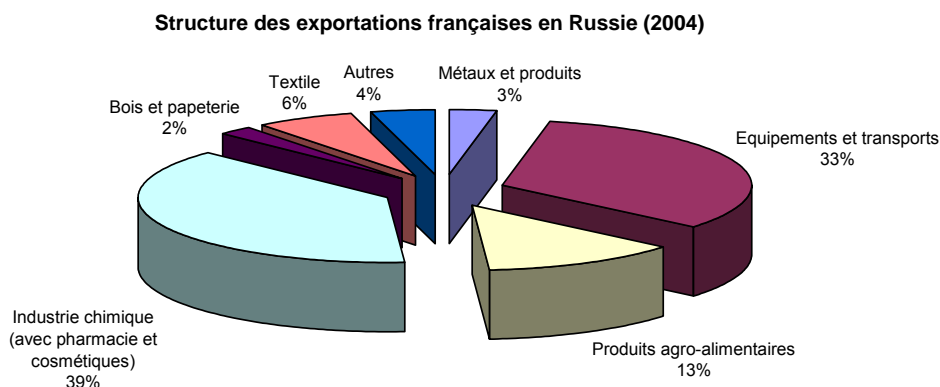 Structure des exportations françaises en Russie (2004)
Autres
4%
Métaux et produits
3%
Textile
6%
Bois et papeterie
2%
Equipements et transports
33%
Industrie chimique
(avec pharmacie et
cosmétiques)
39%
Produits agro-alimentaires
13%